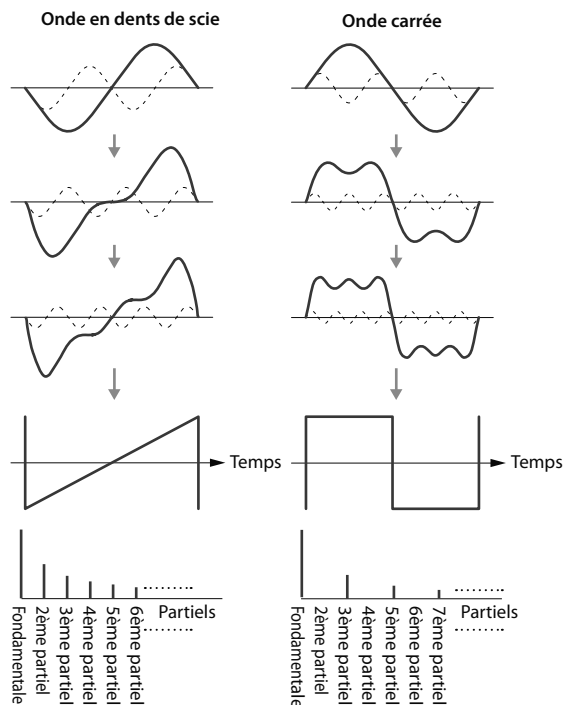 Onde en dents de scie
Onde carrée
Temps
Temps
Fondamentale
2ème partiel
3ème partiel
4ème partiel
5ème partiel
6ème partiel
Partiels
Fondamentale
2ème partiel
3ème partiel
4ème partiel
5ème partiel
6ème partiel
7ème partiel
Partiels